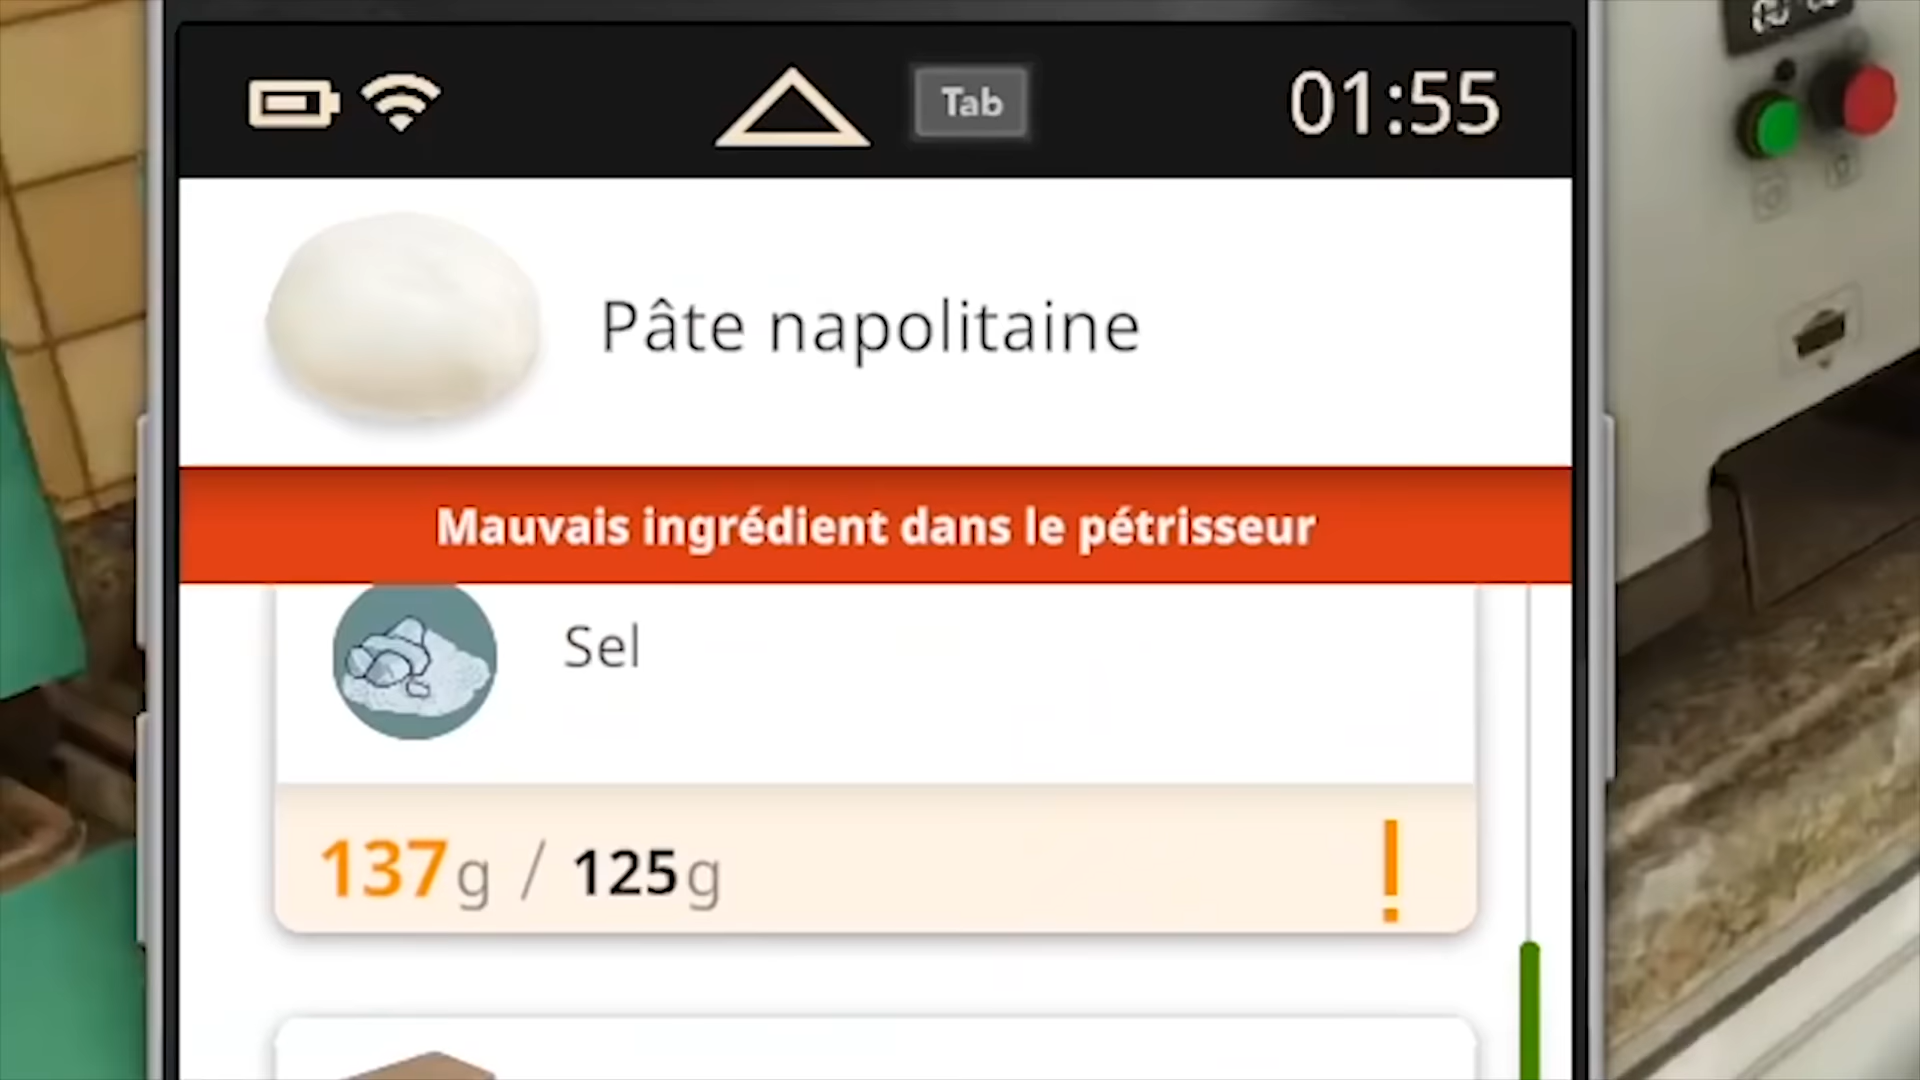 Tab
01:55
Pâte napolitaine
Mauvais ingrédient dans le pétrisseur
Sel
137g / 125g
!